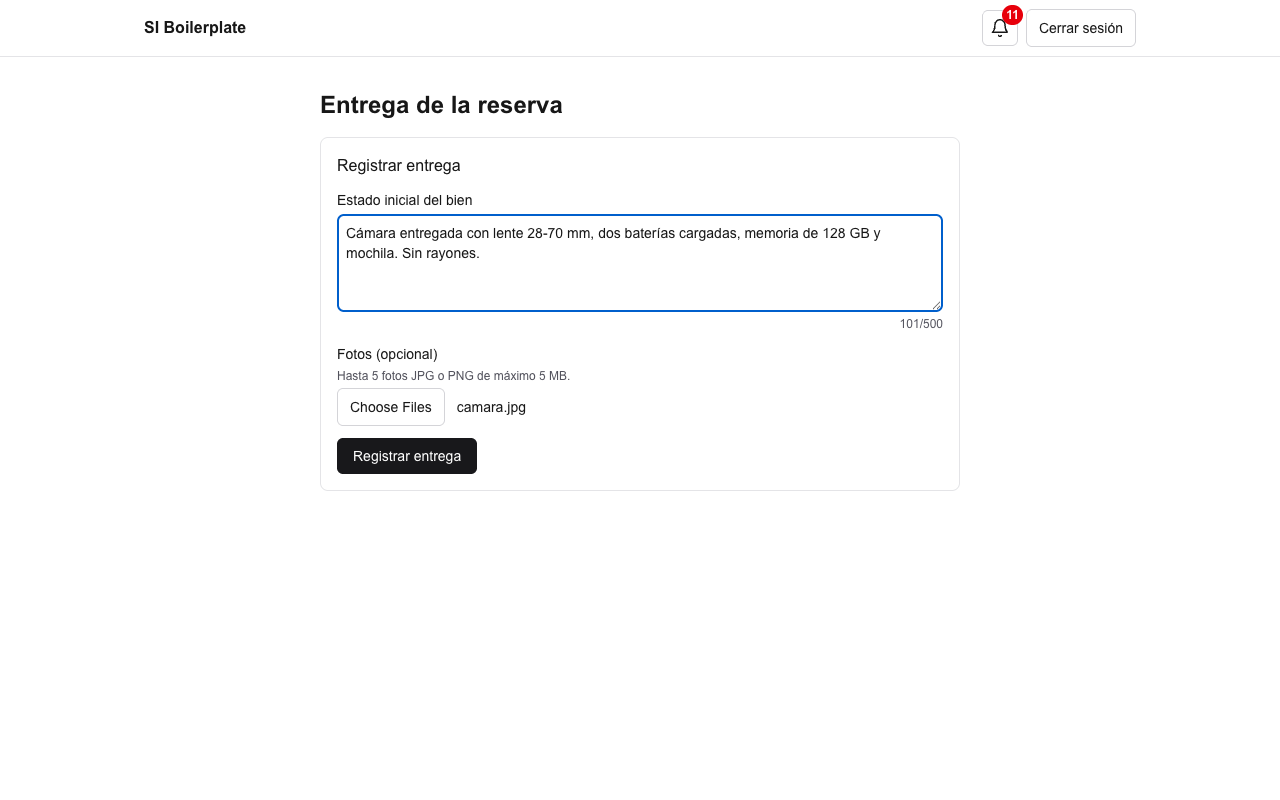 SI Boilerplate
11
Cerrar sesión
Entrega de la reserva
Registrar entrega
Estado inicial del bien
Cámara entregada con lente 28-70 mm, dos baterías cargadas, memoria de 128 GB y
mochila. Sin rayones.
101/500
Fotos (opcional)
Hasta 5 fotos JPG o PNG de máximo 5 MB.
Choose Files camara.jpg
Registrar entrega